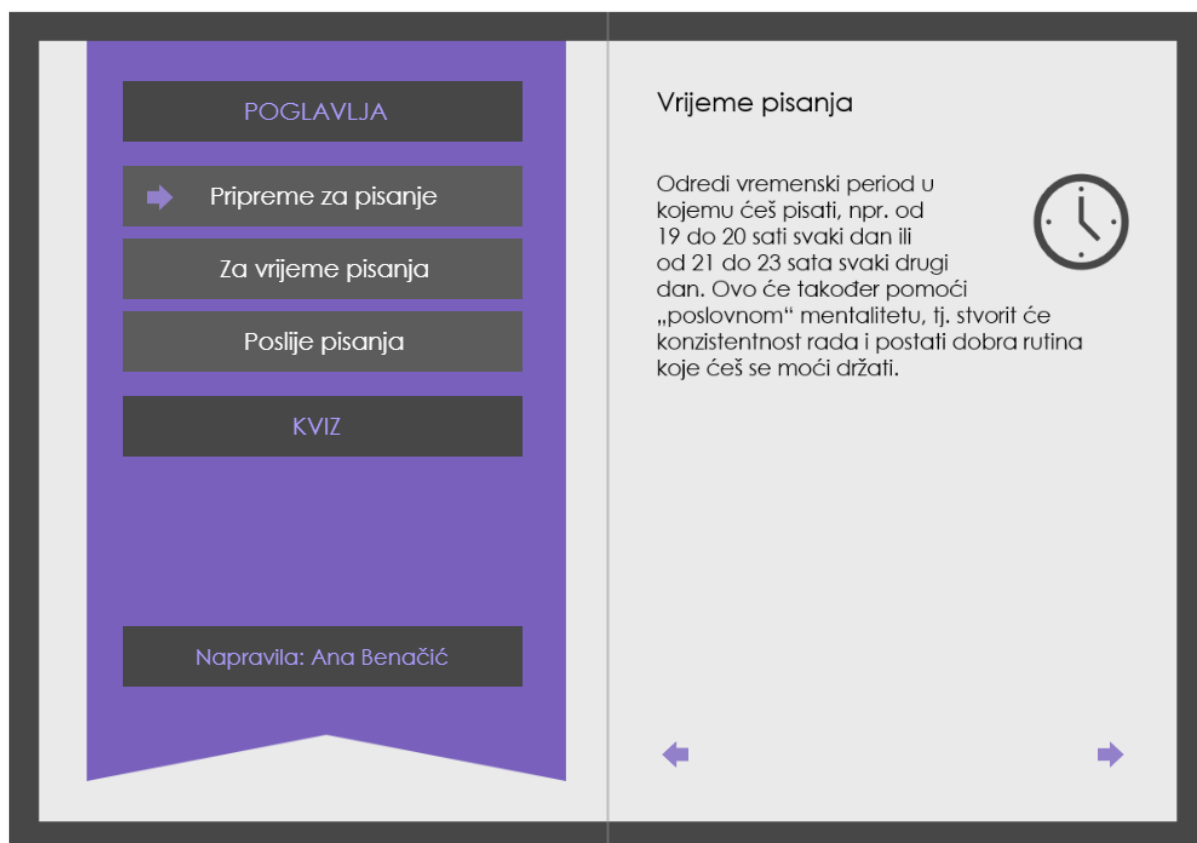 POGLAVLJA
Pripreme za pisanje
Za vrijeme pisanja
Poslije pisanja
KVIZ
Napravila: Ana Benačić
Vrijeme pisanja
Odredi vremenski period u
kojemu ćeš pisati, npr. od
19 do 20 sati svaki dan ili
od 21 do 23 sata svaki drugi
dan. Ovo će također pomoći
„poslovnom“ mentalitetu, tj. stvorit će
konzistentnost rada i postati dobra rutina
koje ćeš se moći držati.